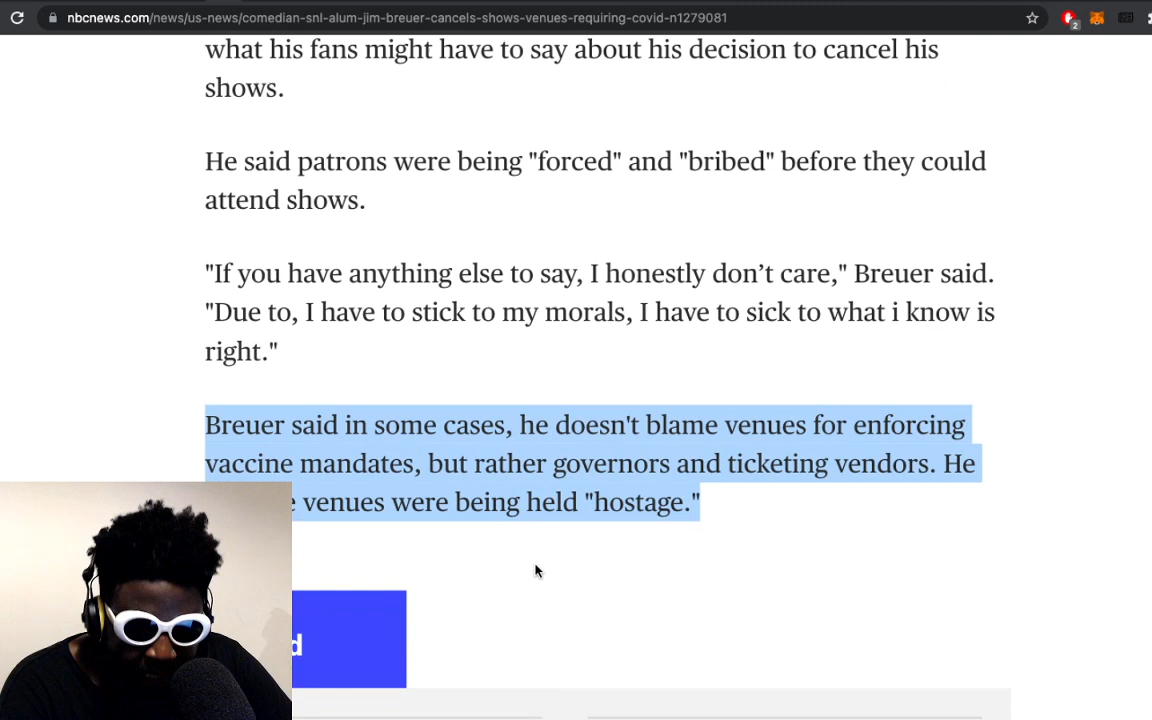 nbcnews.com/news/us-news/comedian-snl-alum-jim-breuer-cancels-shows-venues-requiring-covid-n1279081
2
what his fans might have to say about his decision to cancel his
shows.
He said patrons were being "forced" and "bribed" before they could
attend shows.
"If you have anything else to say, I honestly don’t care," Breuer said.
"Due to, I have to stick to my morals, I have to sick to what i know is
right."
Breuer said in some cases, he doesn't blame venues for enforcing
vaccine mandates, but rather governors and ticketing vendors. He
venues were being held "hostage."